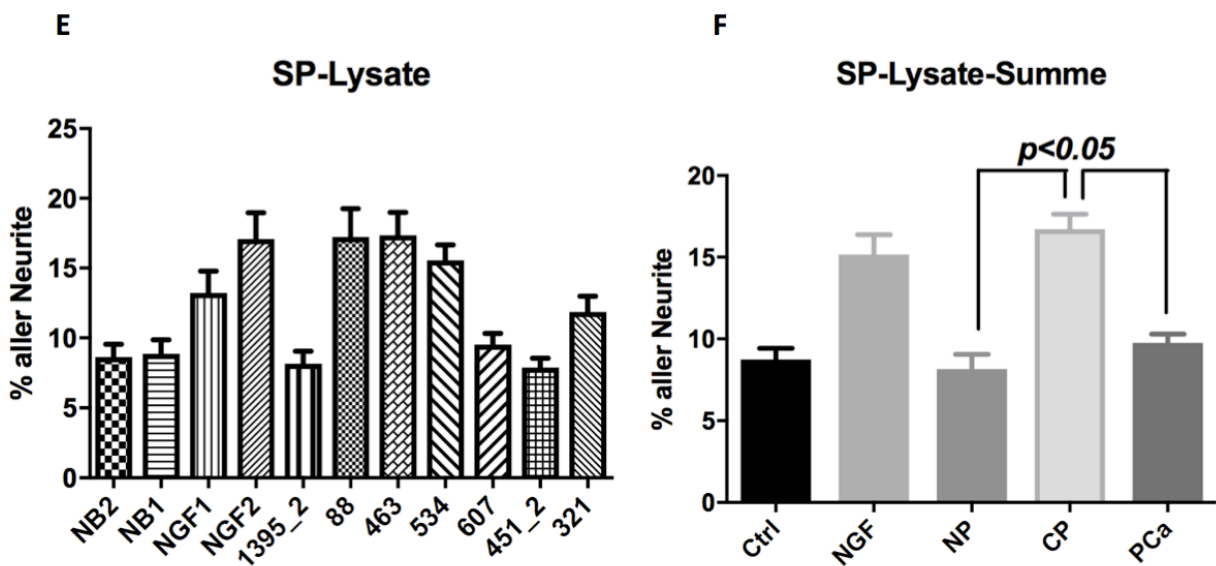 E
SP-Lysate
% aller Neurite
25
20
15
10
5
0
NB2
NB1
NGF1
NGF2
1395_2
88
463
534
607
451_2
321
F
SP-Lysate-Summe
p<0.05
% aller Neurite
20
15
10
5
0
Ctrl
NGF
NP
CP
PCa